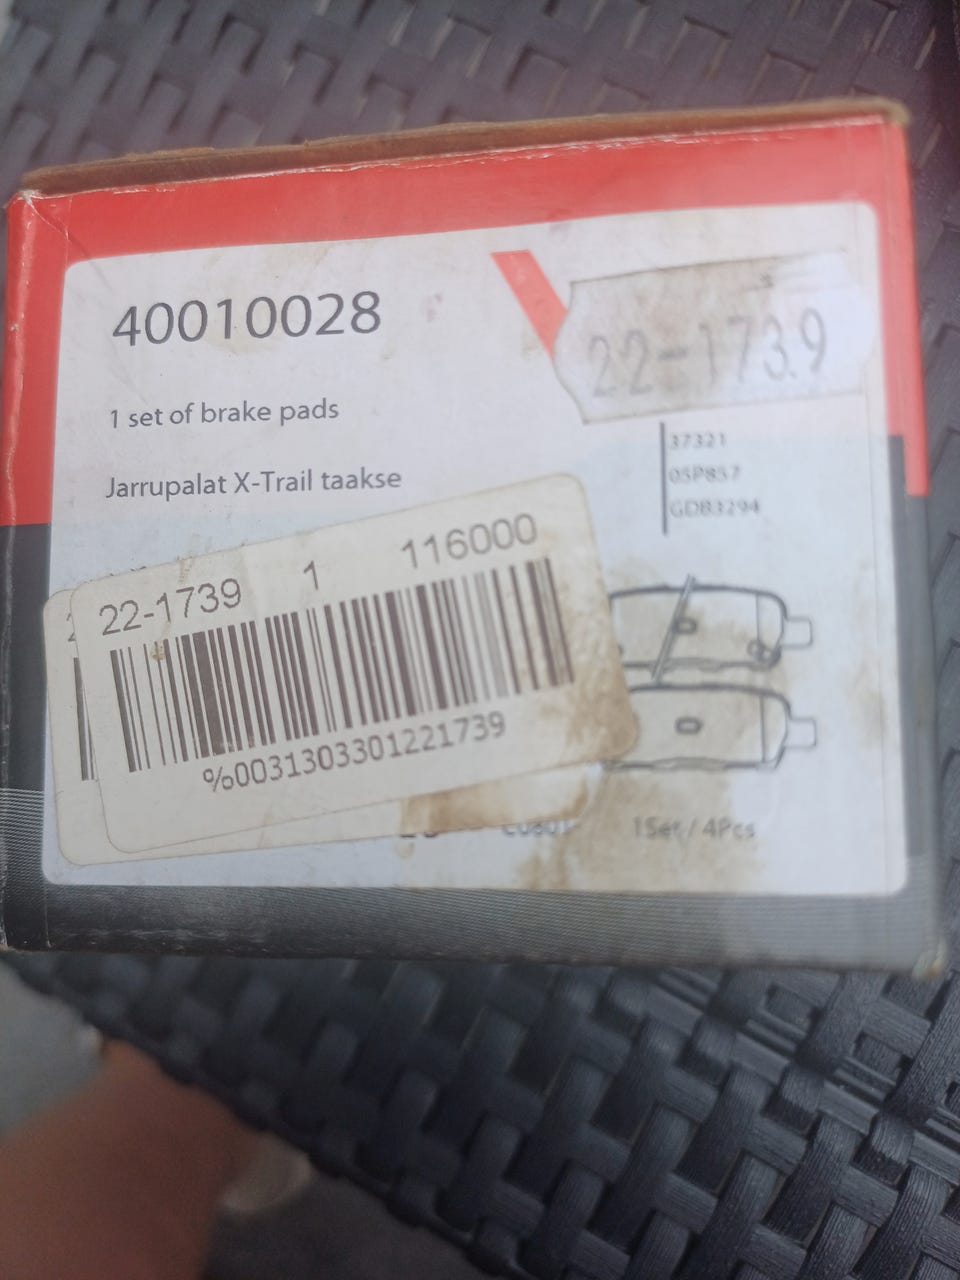 40010028
22-173.9
1 set of brake pads
37321
05P857
GDB3294
Jarrupalat X-Trail taakse
22-1739 1 116000
%0031303301221739
1Set / 4Pcs